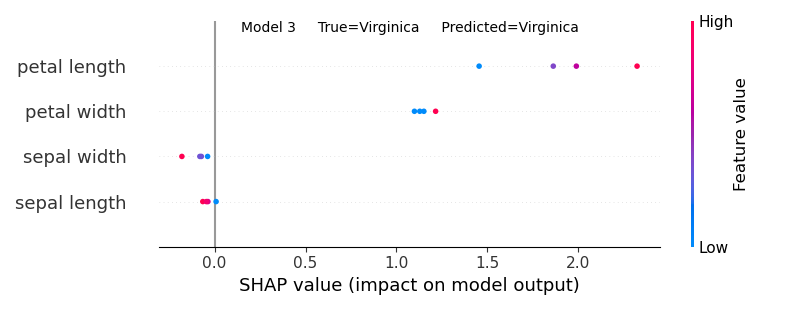 Model 3 True=Virginica Predicted=Virginica
High
petal length
petal width
sepal width
sepal length
Feature value
Low
0.0 0.5 1.0 1.5 2.0
SHAP value (impact on model output)